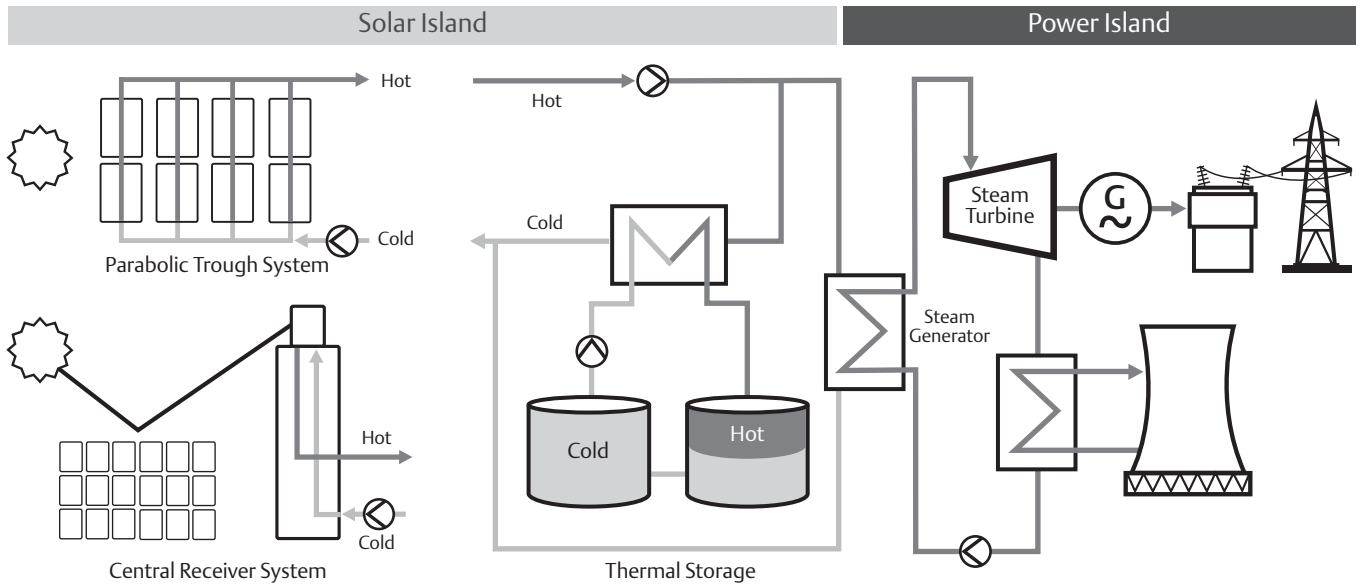 Solar Island
Power Island
Hot
Cold
Parabolic Trough System
Hot
Cold
Central Receiver System
Hot
Cold
Cold
Hot
Thermal Storage
Steam
Generator
Steam
Turbine
G